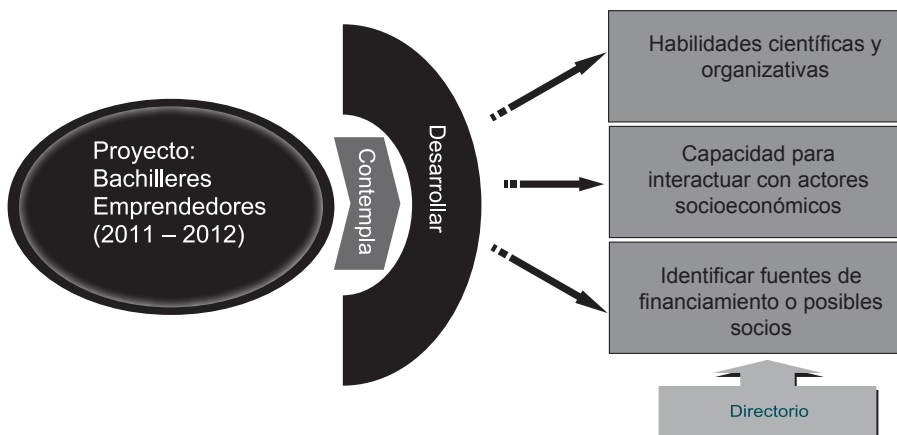 Proyecto:
Bachilleres
Emprendedores
(2011 – 2012)
Contempla
Desarrollar
Habilidades científicas y
organizativas
Capacidad para
interactuar con actores
socioeconómicos
Identificar fuentes de
financiamiento o posibles
socios
Directorio